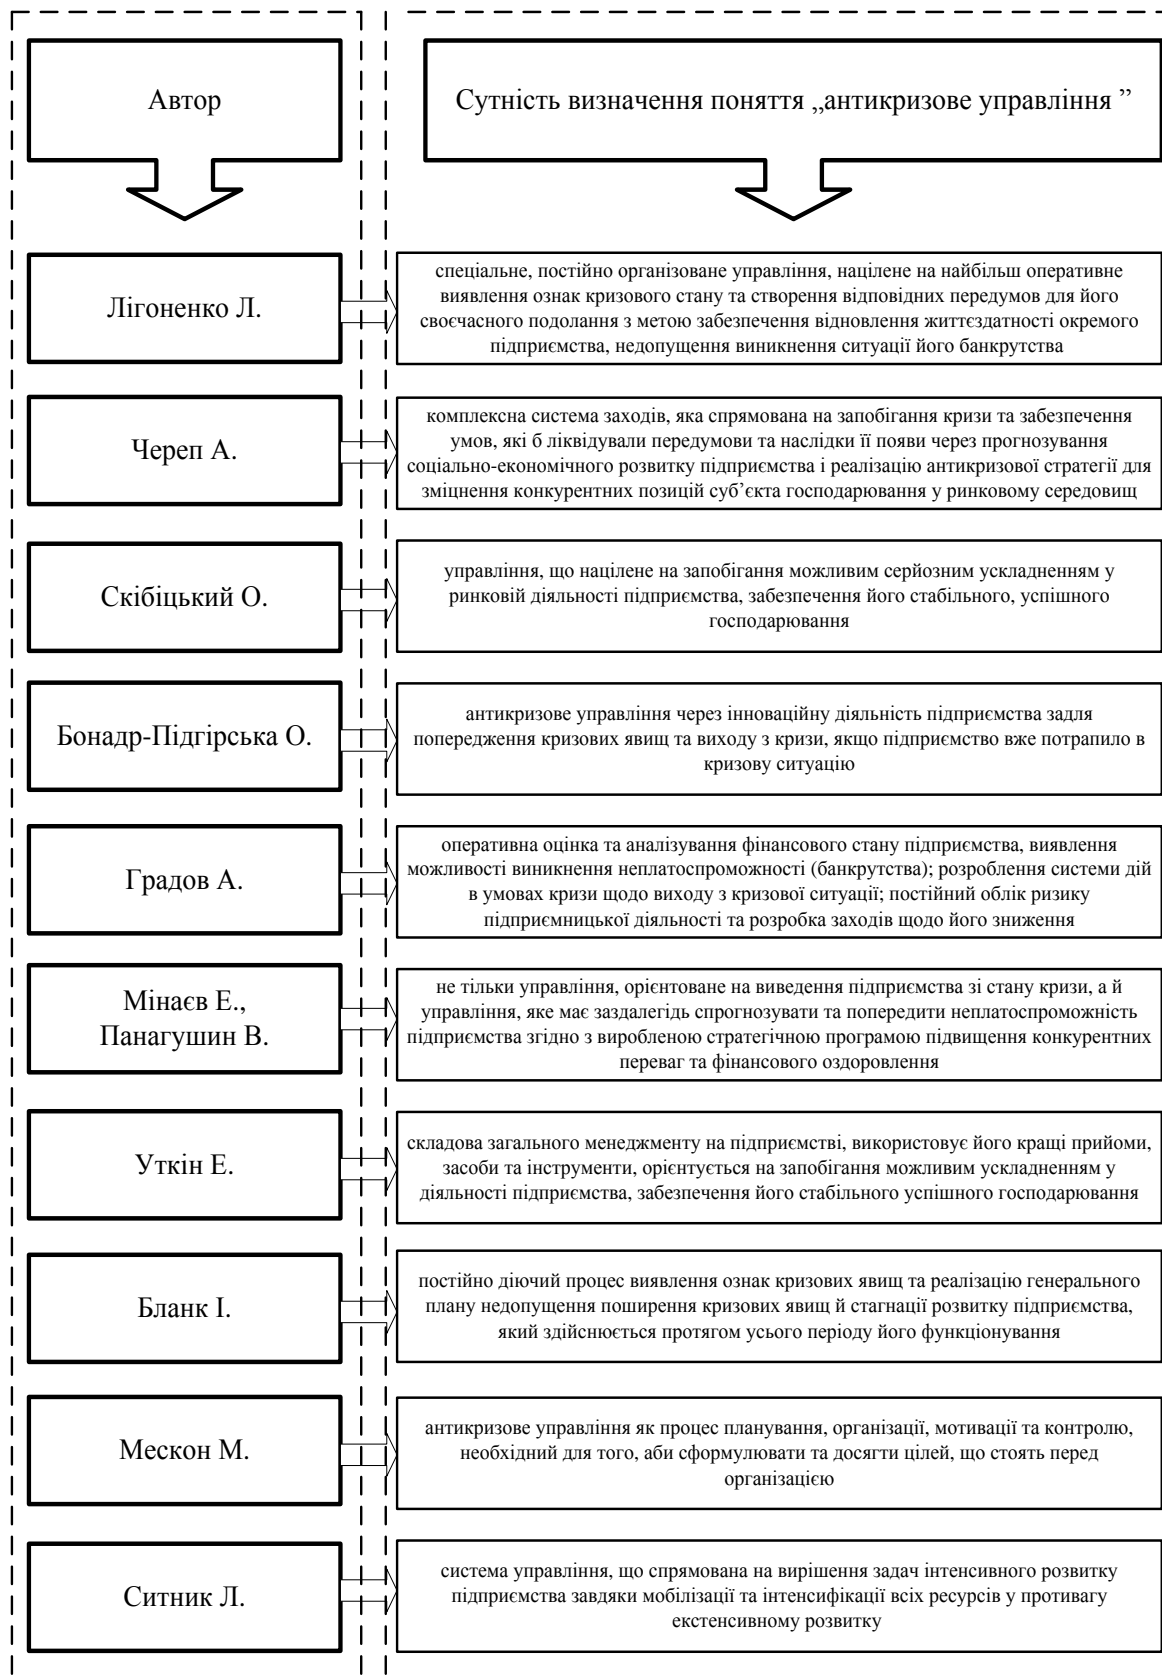 Автор
Сутність визначення поняття „антикризове управління ”
Лігоненко Л.
спеціальне, постійно організоване управління, націлене на найбільш оперативне
виявлення ознак кризового стану та створення відповідних передумов для його
своєчасного подолання з метою забезпечення відновлення життєздатності окремого
підприємства, недопущення виникнення ситуації його банкрутства
Череп А.
комплексна система заходів, яка спрямована на запобігання кризи та забезпечення
умов, які б ліквідували передумови та наслідки її появи через прогнозування
соціально-економічного розвитку підприємства і реалізацію антикризової стратегії для
зміцнення конкурентних позицій суб’єкта господарювання у ринковому середовищ
Скібіцький О.
управління, що націлене на запобігання можливим серйозним ускладненням у
ринковій діяльності підприємства, забезпечення його стабільного, успішного
господарювання
Бонадр-Підгірська О.
антикризове управління через інноваційну діяльність підприємства задля
попередження кризових явищ та виходу з кризи, якщо підприємство вже потрапило в
кризову ситуацію
Градов А.
оперативна оцінка та аналізування фінансового стану підприємства, виявлення
можливості виникнення неплатоспроможності (банкрутства); розроблення системи дій
в умовах кризи щодо виходу з кризової ситуації; постійний облік ризику
підприємницької діяльності та розробка заходів щодо його зниження
Мінаєв Е.,
Панагушин В.
не тільки управління, орієнтоване на виведення підприємства зі стану кризи, а й
управління, яке має заздалегідь спрогнозувати та попередити неплатоспроможність
підприємства згідно з виробленою стратегічною програмою підвищення конкурентних
переваг та фінансового оздоровлення
Уткін Е.
складова загального менеджменту на підприємстві, використовує його кращі прийоми,
засоби та інструменти, орієнтується на запобігання можливим ускладненням у
діяльності підприємства, забезпечення його стабільного успішного господарювання
Бланк І.
постійно діючий процес виявлення ознак кризових явищ та реалізацію генерального
плану недопущення поширення кризових явищ й стагнації розвитку підприємства,
який здійснюється протягом усього періоду його функціонування
Мескон М.
антикризове управління як процес планування, організації, мотивації та контролю,
необхідний для того, аби сформулювати та досягти цілей, що стоять перед
організацією
Ситник Л.
система управління, що спрямована на вирішення задач інтенсивного розвитку
підприємства завдяки мобілізації та інтенсифікації всіх ресурсів у противагу
екстенсивному розвитку